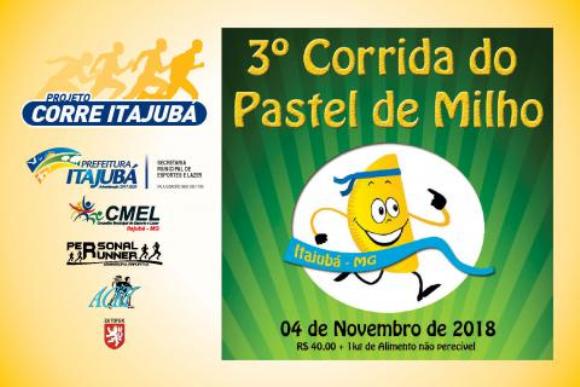 PROJETO
CORRE ITAJUBÁ
PREFEITURA
ITAJUBÁ
SECRETARIA
MUNICIPAL DE
ESPORTES E LAZER
CMEL
Itajubá - MG
PERSONAL
RUNNER
3º Corrida do
Pastel de Milho
Itajubá - MG
04 de Novembro de 2018
R$ 40,00 + 1kg de Alimento não perecível